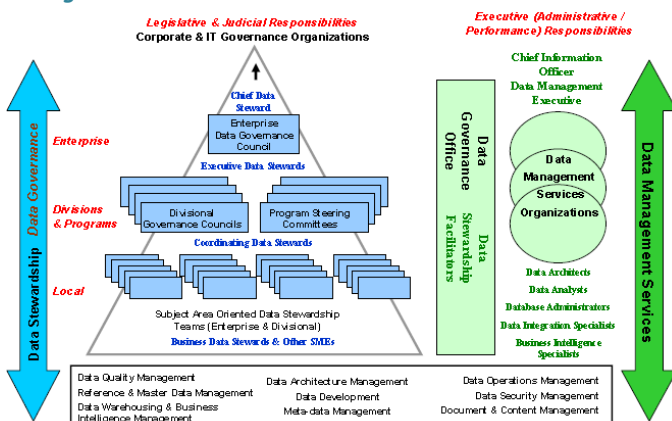 Legislative & Judicial Responsibilities
Corporate & IT Governance Organizations
Executive (Administrative /
Performance) Responsibilities
Chief Data
Steward
Enterprise
Data Governance
Council
Executive Data Stewards
Divisional
Governance Councils
Program Steering
Committees
Coordinating Data Stewards
Subject Area Oriented Data Stewardship
Teams (Enterprise & Divisional)
Business Data Stewards & Other SMEs
Enterprise
Divisions
& Programs
Local
Data Stewardship Data Governance
Data
Governance
Office
Data
Stewardship
Facilitators
Chief Information
Officer
Data Management
Executive
Data
Management
Services
Organizations
Data Architects
Data Analysts
Database Administrators
Data Integration Specialists
Business Intelligence
Specialists
Data Management Services
Data Quality Management
Reference & Master Data Management
Data Warehousing & Business
Intelligence Management
Data Architecture Management
Data Development
Meta-data Management
Data Operations Management
Data Security Management
Document & Content Management